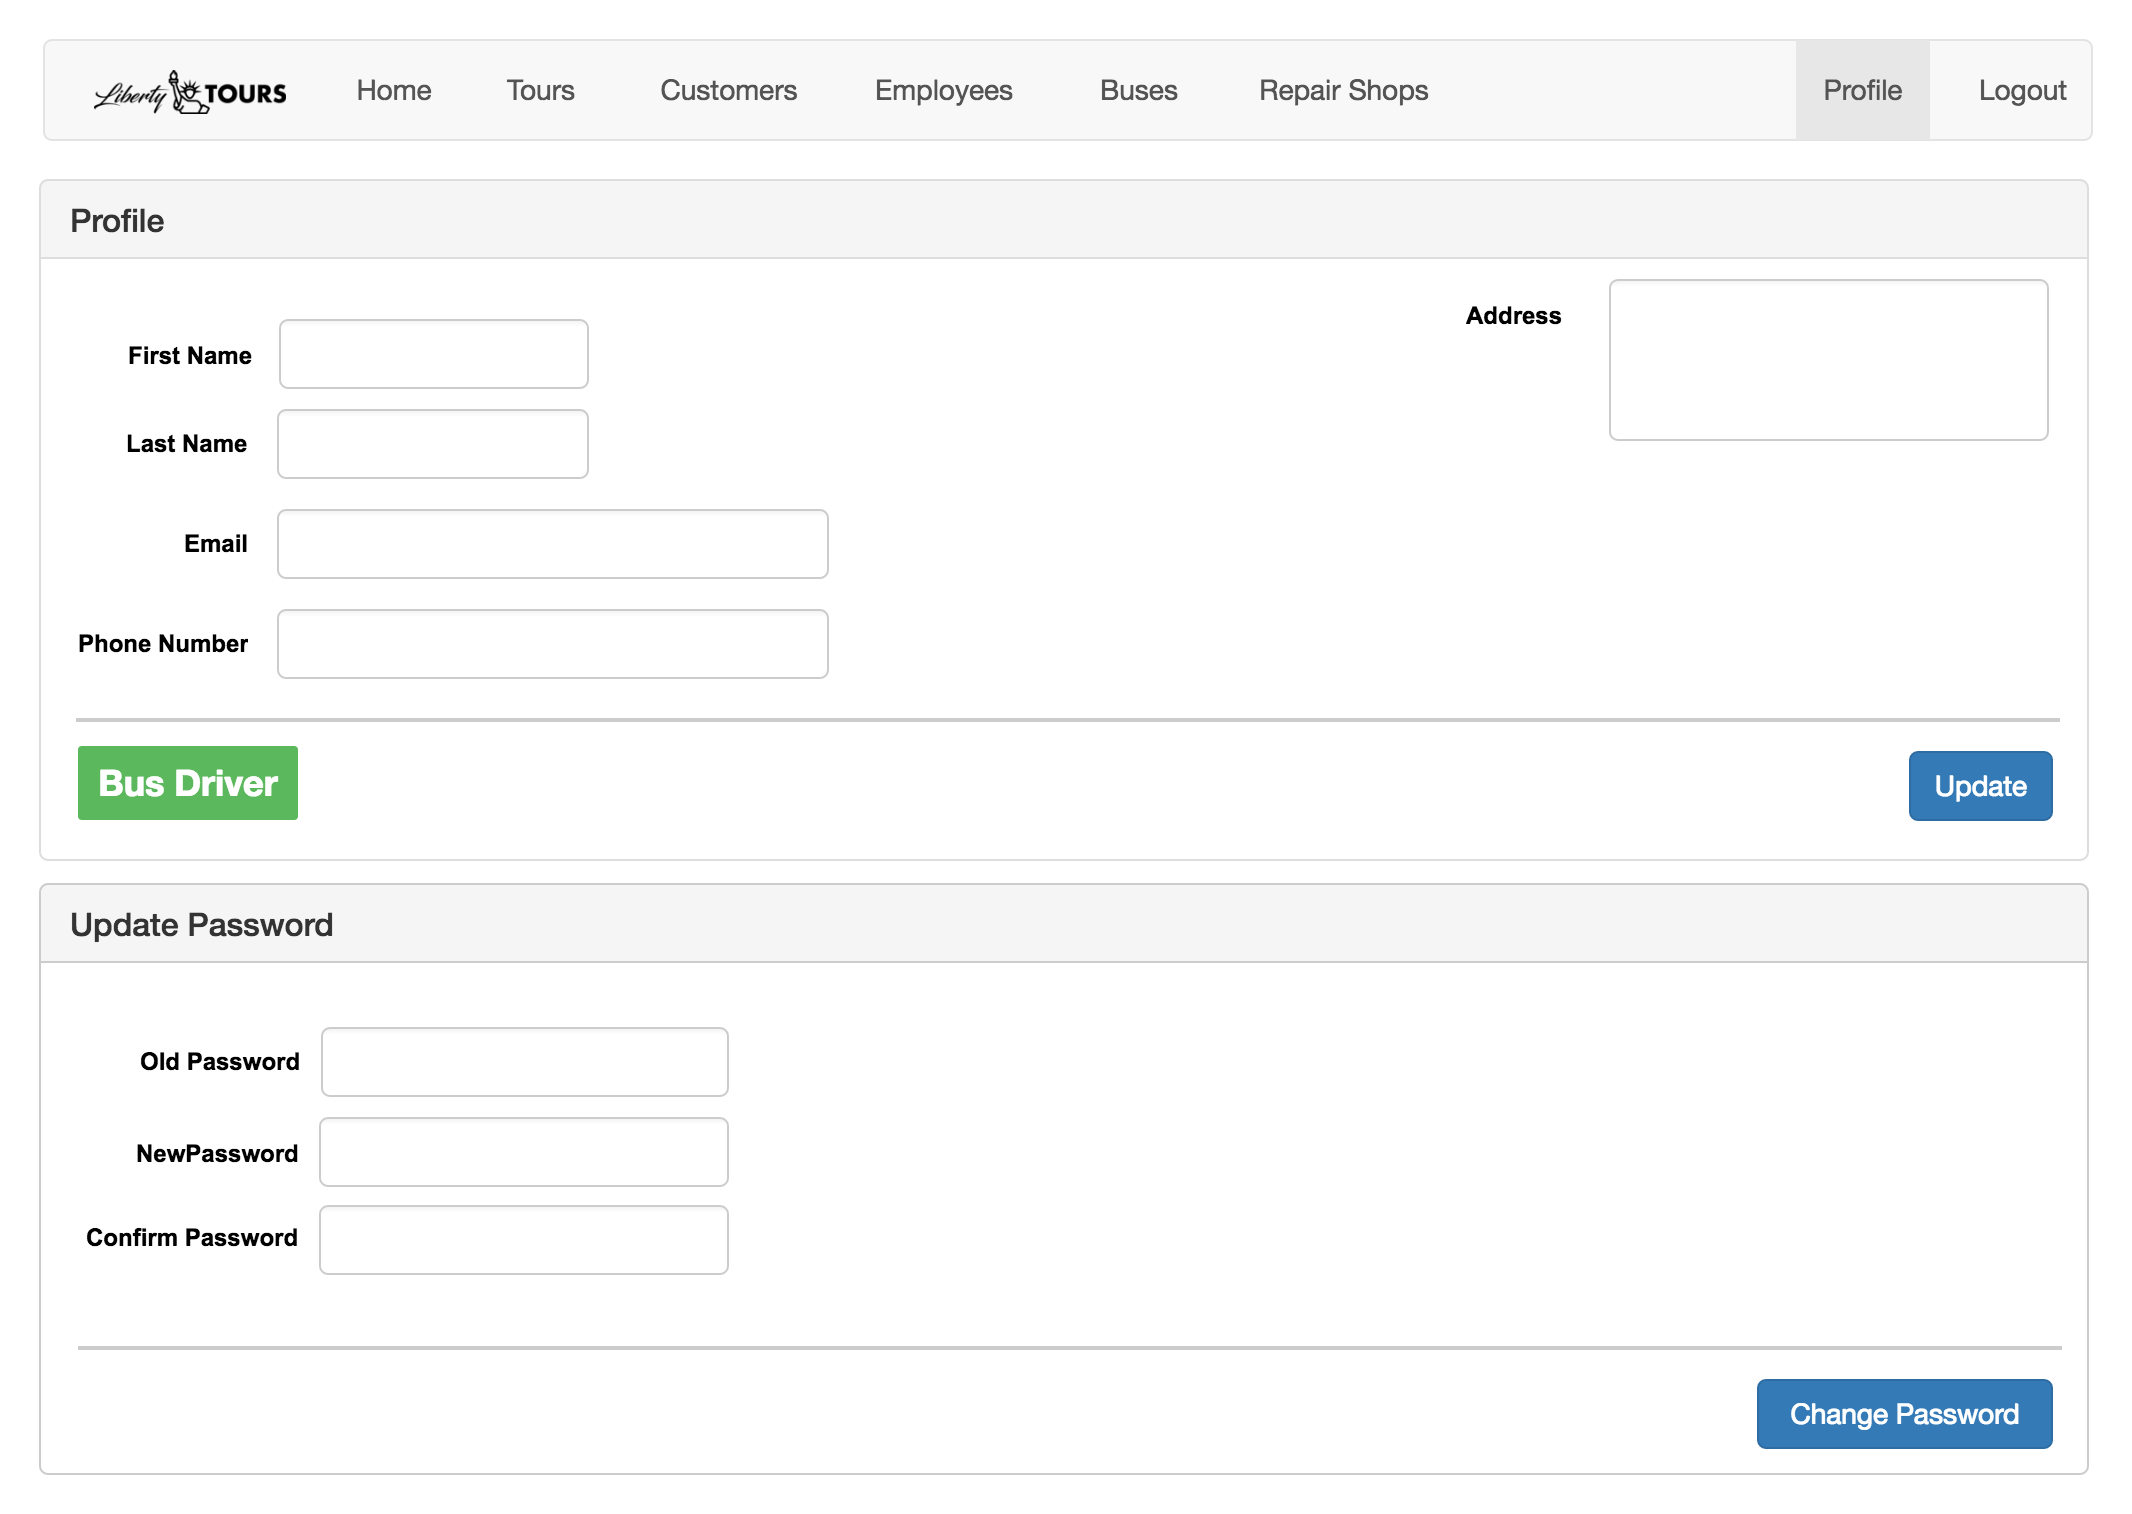 Liberty TOURS Home Tours Customers Employees Buses Repair Shops Profile Logout
Profile
Address
First Name
Last Name
Email
Phone Number
Bus Driver Update
Update Password
Old Password
NewPassword
Confirm Password
Change Password